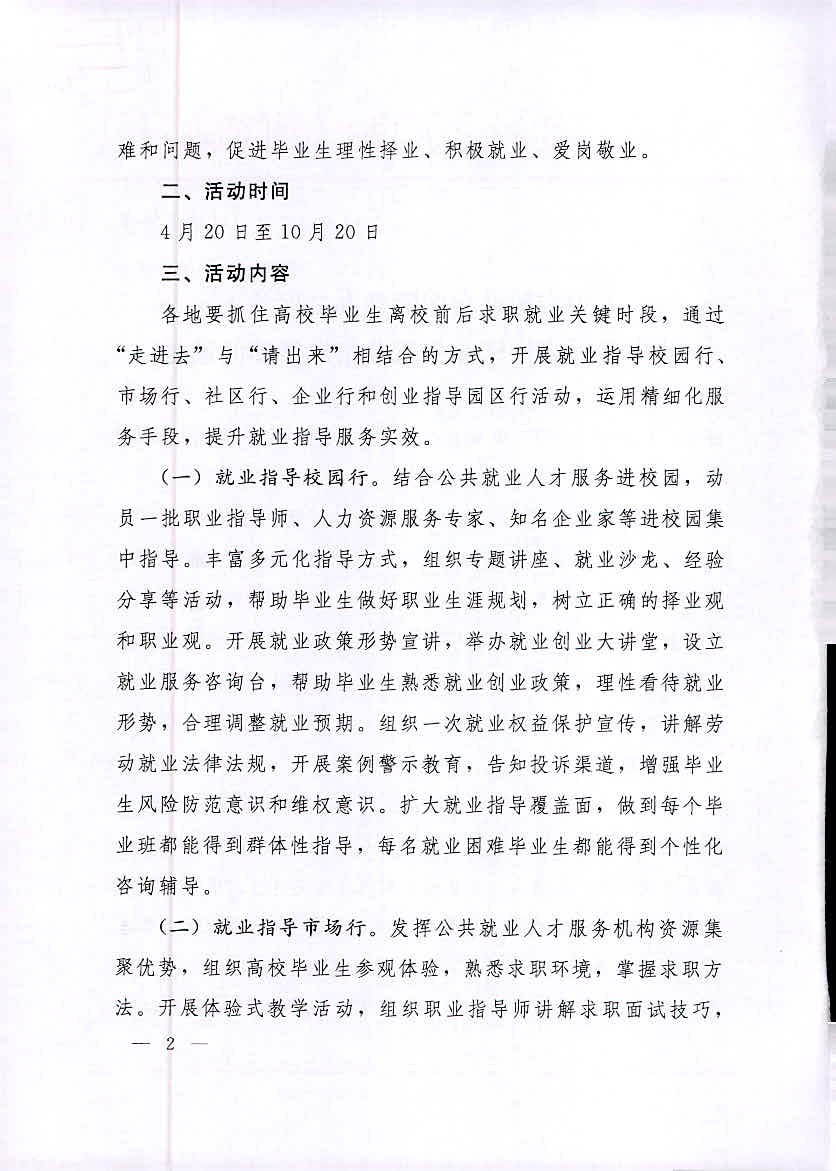 难和问题，促进毕业生理性择业、积极就业、爱岗敬业。
二、活动时间
4月20日至10月20日
三、活动内容
各地要抓住高校毕业生离校前后求职就业关键时段，通过
“走进去”与“请出来”相结合的方式，开展就业指导校园行、
市场行、社区行、企业行和创业指导园区行活动，运用精细化服
务手段，提升就业指导服务实效。
（一）就业指导校园行。结合公共就业人才服务进校园，动
员一批职业指导师、人力资源服务专家、知名企业家等进校园集
中指导。丰富多元化指导方式，组织专题讲座、就业沙龙、经验
分享等活动，帮助毕业生做好职业生涯规划，树立正确的择业观
和职业观。开展就业政策形势宣讲，举办就业创业大讲堂，设立
就业服务咨询台，帮助毕业生熟悉就业创业政策，理性看待就业
形势，合理调整就业预期。组织一次就业权益保护宣传，讲解劳
动就业法律法规，开展案例警示教育，告知投诉渠道，增强毕业
生风险防范意识和维权意识。扩大就业指导覆盖面，做到每个毕
业班都能得到群体性指导，每名就业困难毕业生都能得到个性化
咨询辅导。
（二）就业指导市场行。发挥公共就业人才服务机构资源集
聚优势，组织高校毕业生参观体验，熟悉求职环境，掌握求职方
法。开展体验式教学活动，组织职业指导师讲解求职面试技巧，
— 2 —